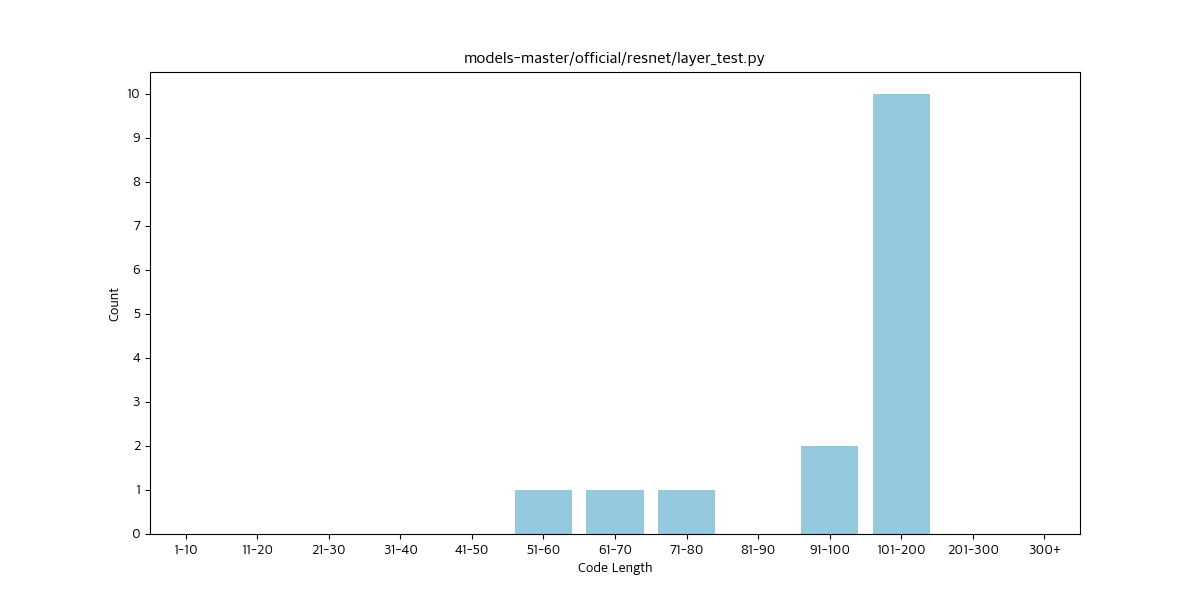 models-master/official/resnet/layer_test.py
10
9
8
7
6
5
4
3
2
1
0
Count
1-10 11-20 21-30 31-40 41-50 51-60 61-70 71-80 81-90 91-100 101-200 201-300 300+
Code Length